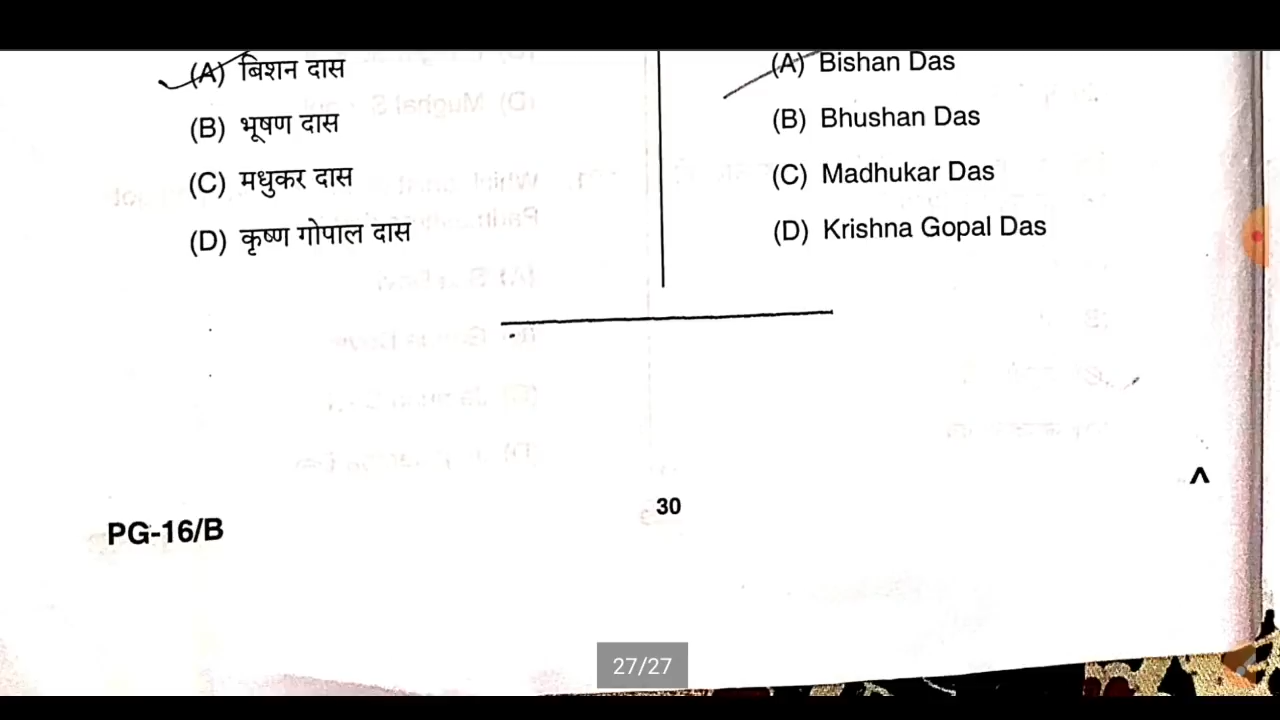 (A) बिशन दास
(B) भूषण दास
(C) मधुकर दास
(D) कृष्ण गोपाल दास
(A) Bishan Das
(B) Bhushan Das
(C) Madhukar Das
(D) Krishna Gopal Das
30
PG-16/B
27/27